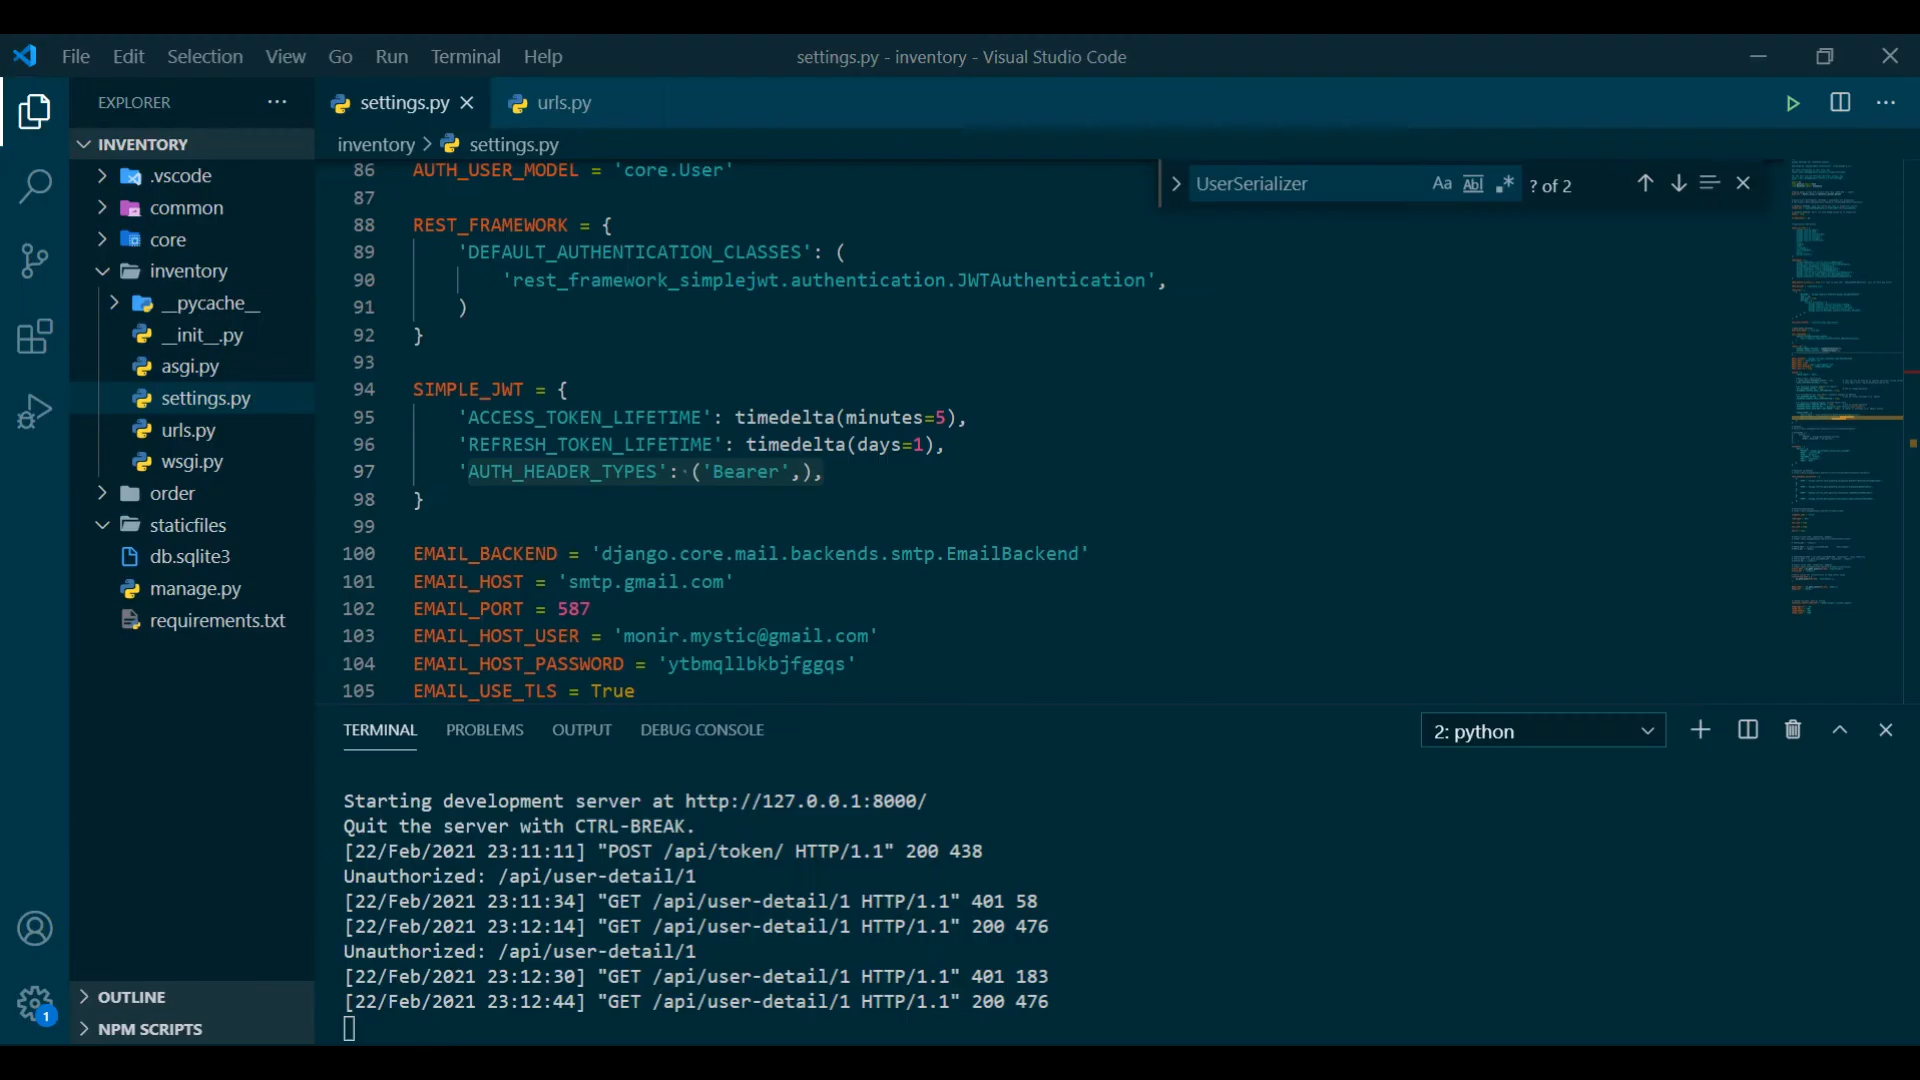 File Edit Selection View Go Run Terminal Help
settings.py - inventory - Visual Studio Code
EXPLORER
settings.py
urls.py
INVENTORY
.vscode
common
core
inventory
__pycache__
__init__.py
asgi.py
settings.py
urls.py
wsgi.py
order
staticfiles
db.sqlite3
manage.py
requirements.txt
OUTLINE
NPM SCRIPTS
1
inventory > settings.py
UserSerializer Aa Abl .* ? of 2
86 AUTH_USER_MODEL = 'core.User'
87
88 REST_FRAMEWORK = {
89 'DEFAULT_AUTHENTICATION_CLASSES': (
90 'rest_framework_simplejwt.authentication.JWTAuthentication',
91 )
92 }
93
94 SIMPLE_JWT = {
95 'ACCESS_TOKEN_LIFETIME': timedelta(minutes=5),
96 'REFRESH_TOKEN_LIFETIME': timedelta(days=1),
97 'AUTH_HEADER_TYPES': ('Bearer',),
98 }
99
100 EMAIL_BACKEND = 'django.core.mail.backends.smtp.EmailBackend'
101 EMAIL_HOST = 'smtp.gmail.com'
102 EMAIL_PORT = 587
103 EMAIL_HOST_USER = 'monir.mystic@gmail.com'
104 EMAIL_HOST_PASSWORD = 'ytbmqllbkbjfggqs'
105 EMAIL_USE_TLS = True
TERMINAL PROBLEMS OUTPUT DEBUG CONSOLE
2: python
Starting development server at http://127.0.0.1:8000/
Quit the server with CTRL-BREAK.
[22/Feb/2021 23:11:11] "POST /api/token/ HTTP/1.1" 200 438
Unauthorized: /api/user-detail/1
[22/Feb/2021 23:11:34] "GET /api/user-detail/1 HTTP/1.1" 401 58
[22/Feb/2021 23:12:14] "GET /api/user-detail/1 HTTP/1.1" 200 476
Unauthorized: /api/user-detail/1
[22/Feb/2021 23:12:30] "GET /api/user-detail/1 HTTP/1.1" 401 183
[22/Feb/2021 23:12:44] "GET /api/user-detail/1 HTTP/1.1" 200 476